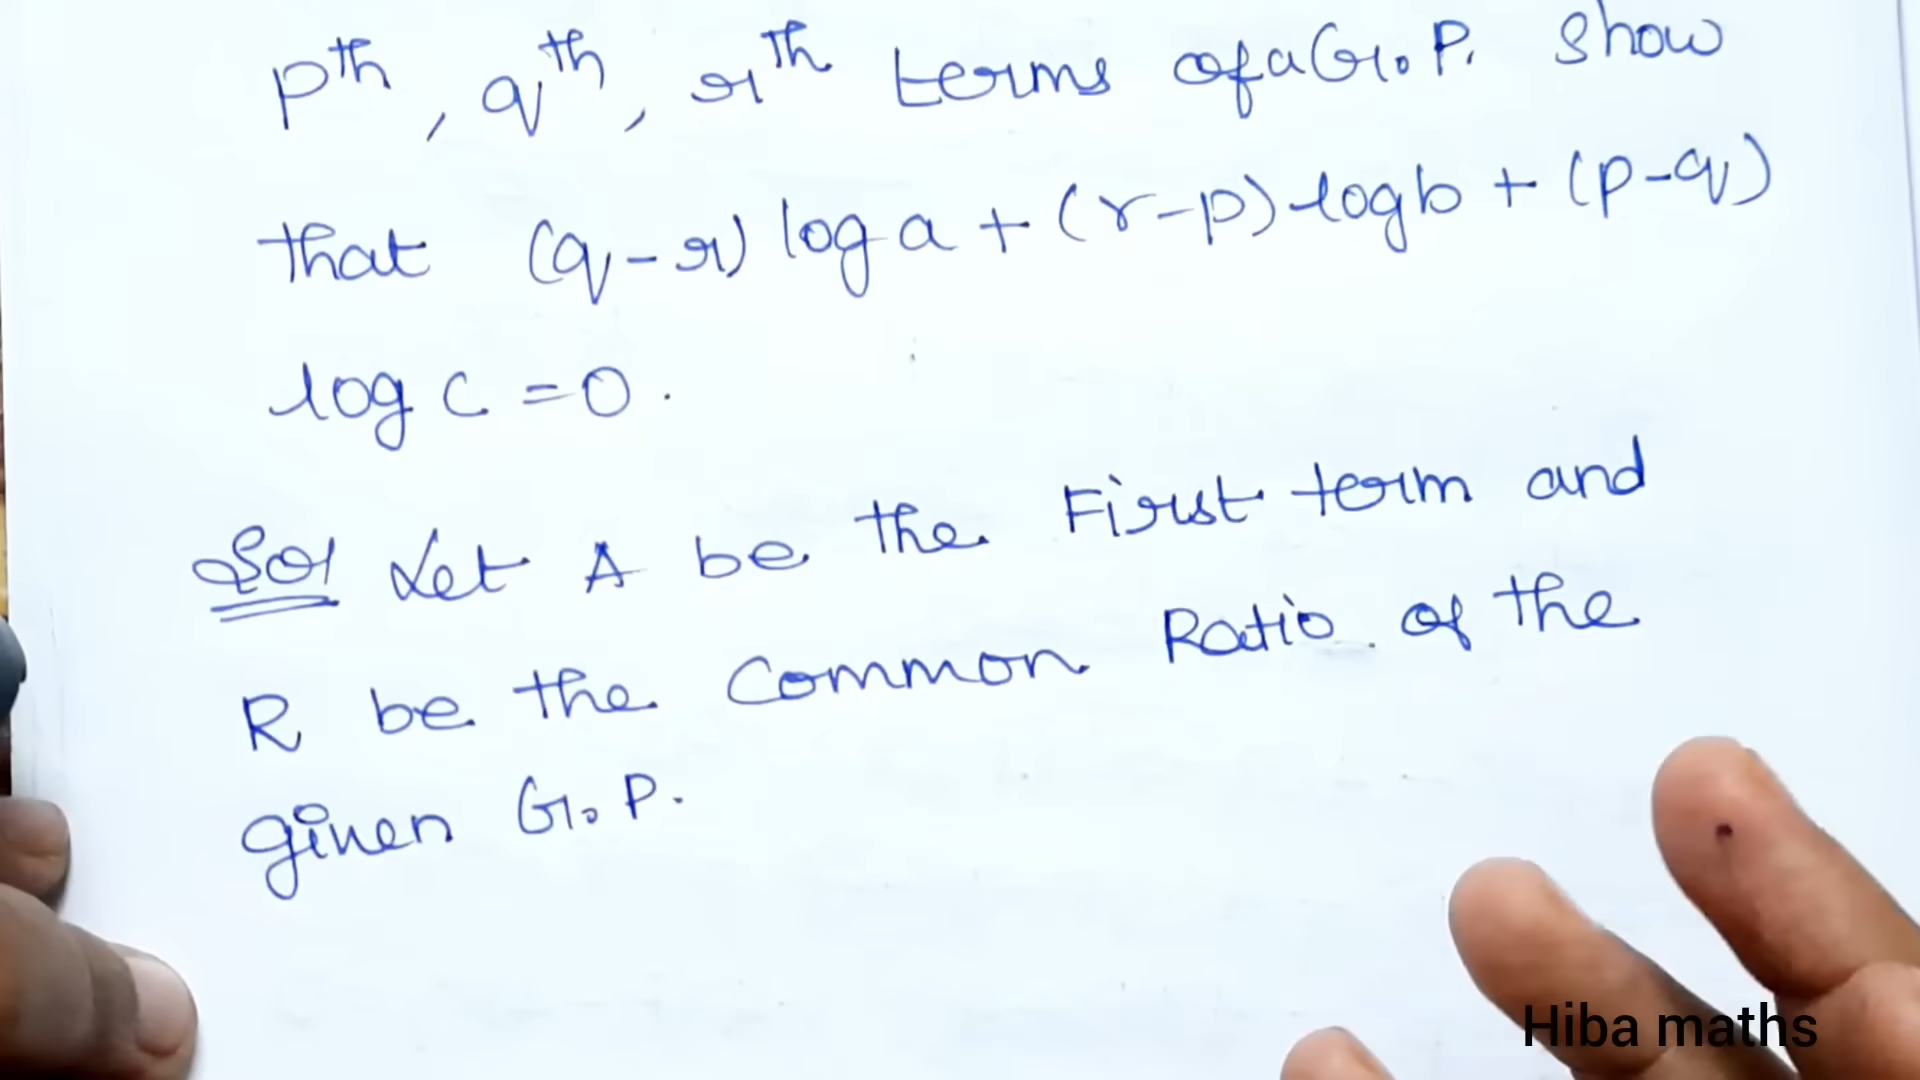 pth, qth, rth terms of a G.P. show
that (q-r) log a + (r-p) log b + (p-q)
log c = 0.
Sol Let A be the First term and
R be the Common Ratio of the
given G.P.
Hiba maths